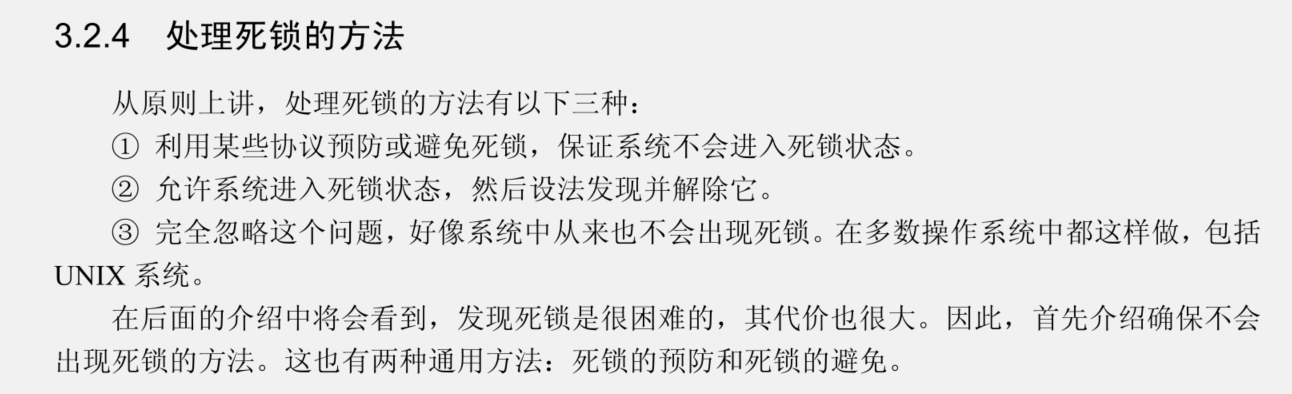 3.2.4 处理死锁的方法
从原则上讲，处理死锁的方法有以下三种：
① 利用某些协议预防或避免死锁，保证系统不会进入死锁状态。
② 允许系统进入死锁状态，然后设法发现并解除它。
③ 完全忽略这个问题，好像系统中从来也不会出现死锁。在多数操作系统中都这样做，包括
UNIX 系统。
在后面的介绍中将会看到，发现死锁是很困难的，其代价也很大。因此，首先介绍确保不会
出现死锁的方法。这也有两种通用方法：死锁的预防和死锁的避免。